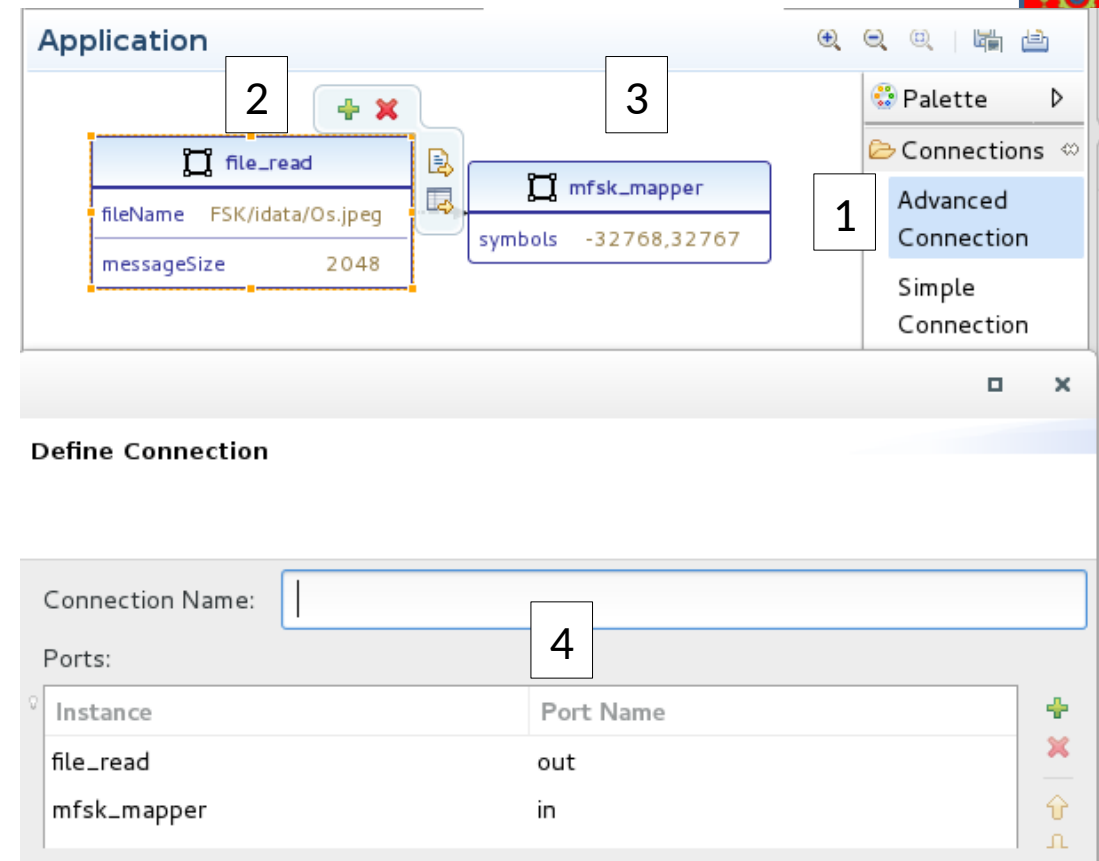 Application
2
3
Palette
file_read
Connections
fileName FSK/idata/Os.jpeg
mfsk_mapper
1
Advanced
Connection
symbols -32768,32767
messageSize 2048
Simple
Connection
Define Connection
Connection Name:
4
Ports:
Instance Port Name
file_read out
mfsk_mapper in